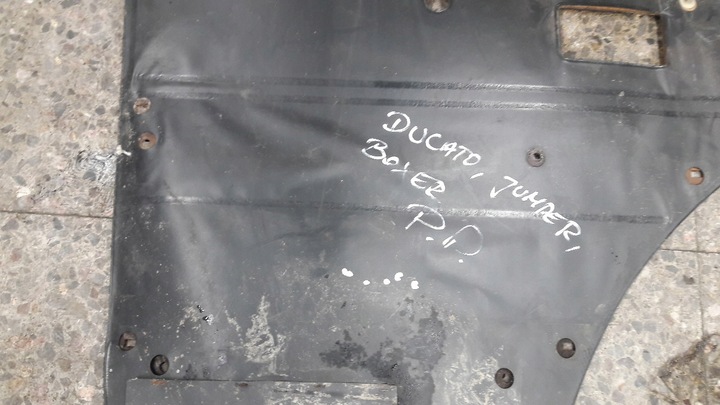 DUCATO, JUMPER,
BOXER
P.P.